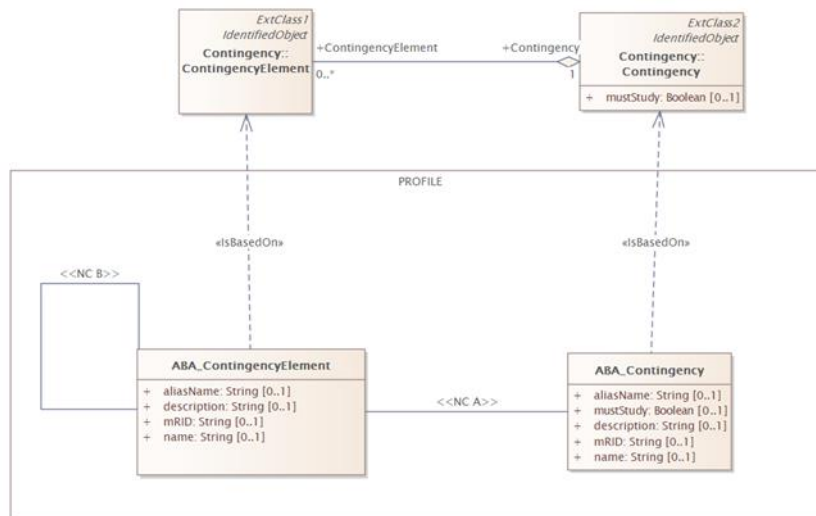 ExtClass1
IdentifiedObject
Contingency::
ContingencyElement
+ContingencyElement
0..*
+Contingency
1
ExtClass2
IdentifiedObject
Contingency::
Contingency
+ mustStudy: Boolean [0..1]
PROFILE
«IsBasedOn»
«IsBasedOn»
<<NC B>>
ABA_ContingencyElement
+ aliasName: String [0..1]
+ description: String [0..1]
+ mRID: String [0..1]
+ name: String [0..1]
<<NC A>>
ABA_Contingency
+ aliasName: String [0..1]
+ mustStudy: Boolean [0..1]
+ description: String [0..1]
+ mRID: String [0..1]
+ name: String [0..1]